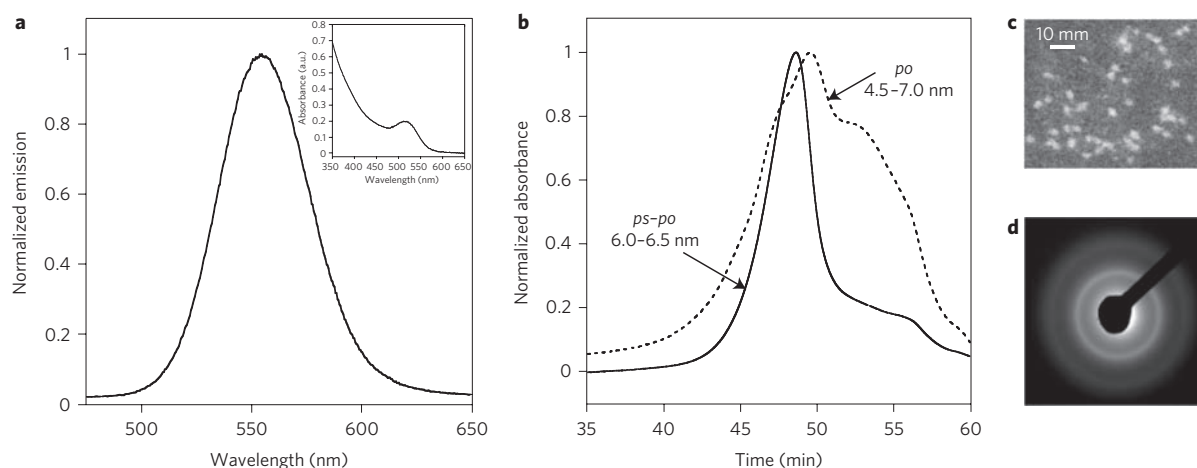 a
Normalized emission
1
0.8
0.6
0.4
0.2
0
500
550
600
650
Wavelength (nm)
Absorbance (a.u.)
0.8
0.7
0.6
0.5
0.4
0.3
0.2
0.1
0
350 400 450 500 550 600 650
Wavelength (nm)
b
Normalized absorbance
1
0.8
0.6
0.4
0.2
0
35 40 45 50 55 60
Time (min)
po
4.5–7.0 nm
ps–po
6.0–6.5 nm
c
10 mm
d